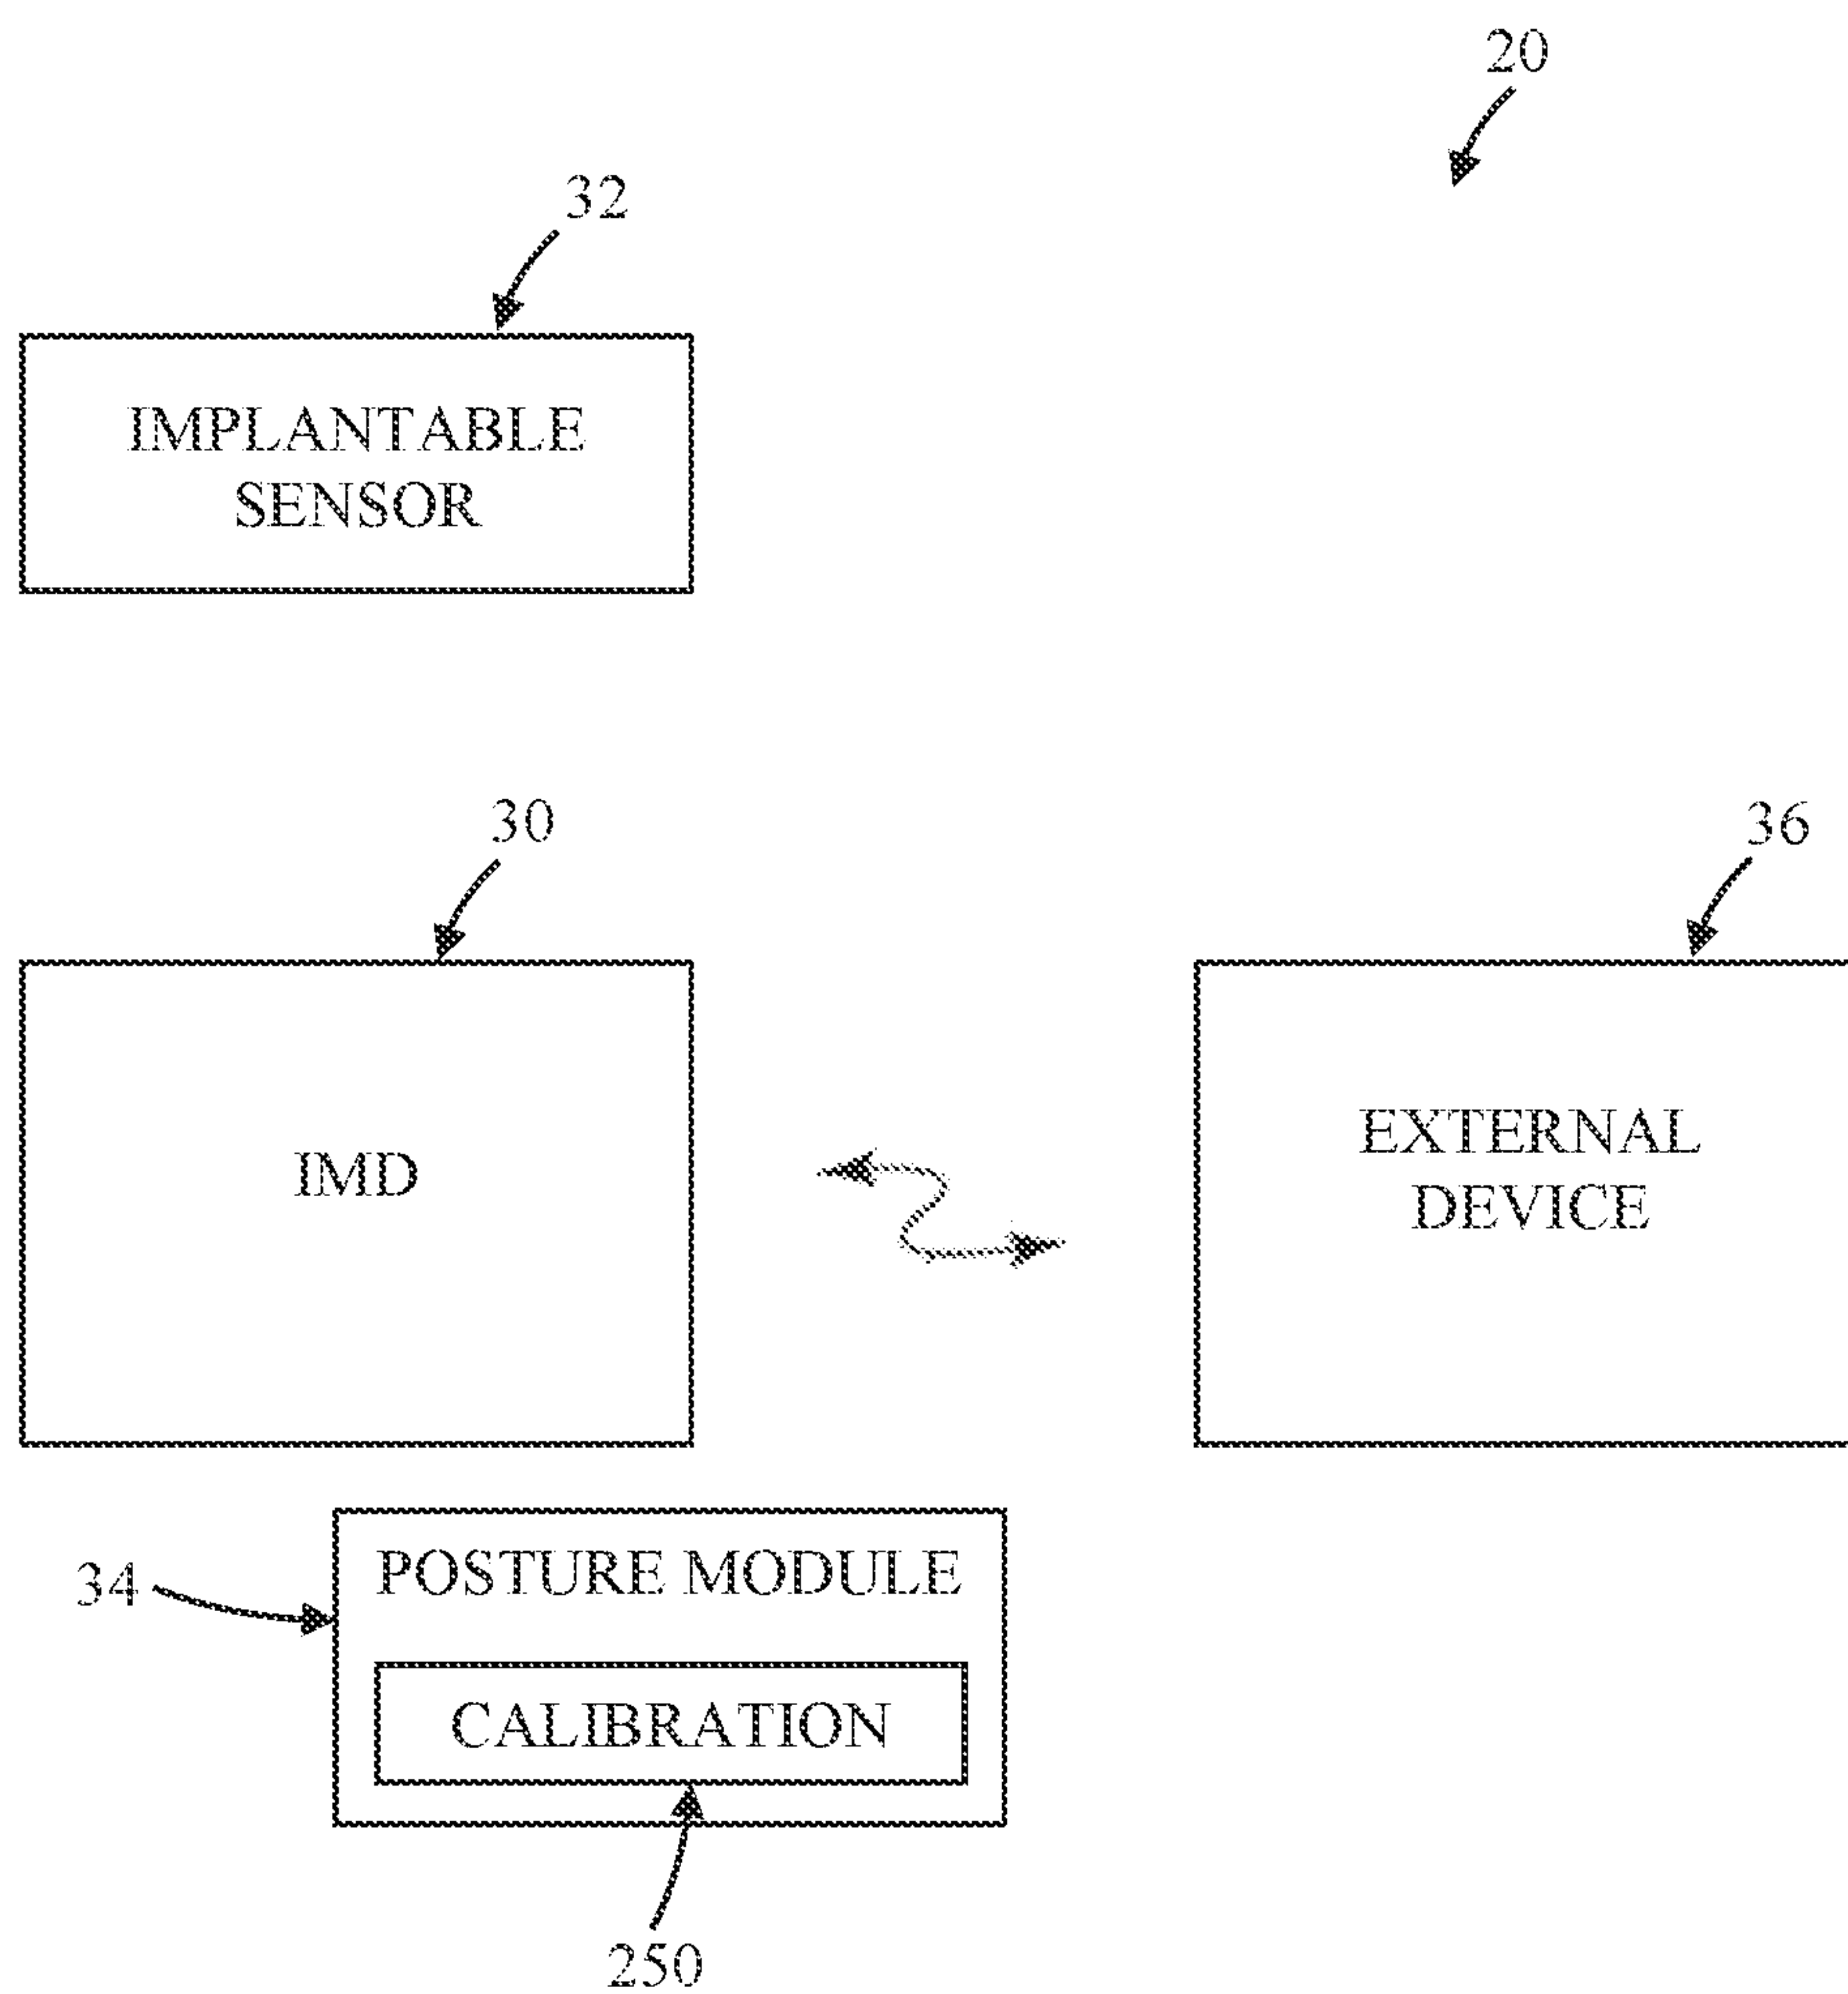 20
32
IMPLANTABLE
SENSOR
30
36
IMD
EXTERNAL
DEVICE
34
POSTURE MODULE
CALIBRATION
250